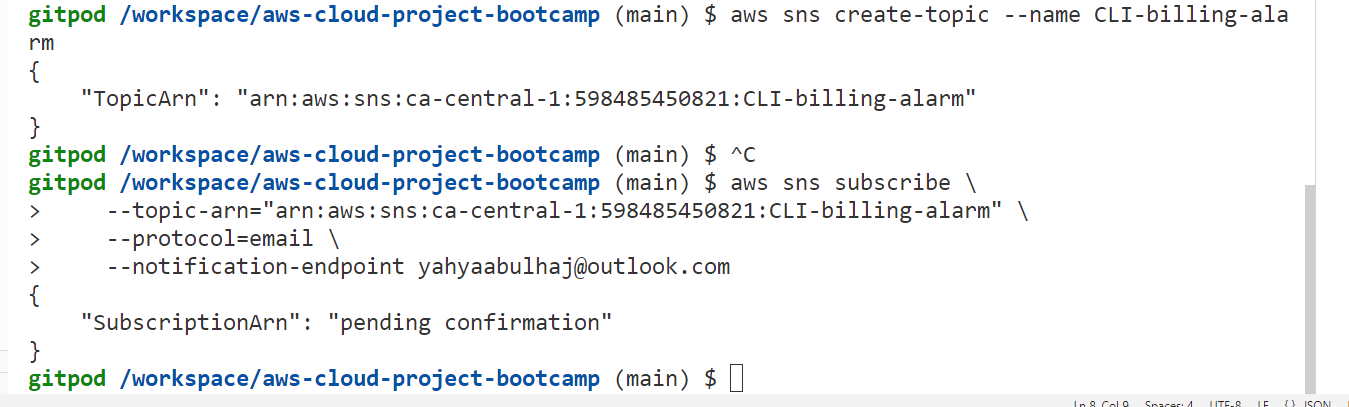 gitpod /workspace/aws-cloud-project-bootcamp (main) $ aws sns create-topic --name CLI-billing-ala
rm
{
    "TopicArn": "arn:aws:sns:ca-central-1:598485450821:CLI-billing-alarm"
}
gitpod /workspace/aws-cloud-project-bootcamp (main) $ ^C
gitpod /workspace/aws-cloud-project-bootcamp (main) $ aws sns subscribe \
>     --topic-arn="arn:aws:sns:ca-central-1:598485450821:CLI-billing-alarm" \
>     --protocol=email \
>     --notification-endpoint yahyaabulhaj@outlook.com
{
    "SubscriptionArn": "pending confirmation"
}
gitpod /workspace/aws-cloud-project-bootcamp (main) $
Ln 8, Col 9 Spaces: 4 UTF-8 LF {} JSON